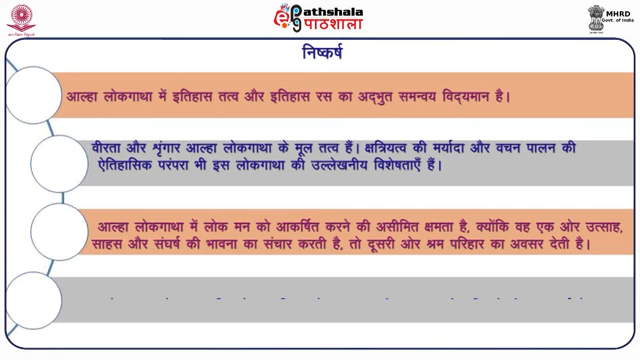 ePathshala
पाठशाला
MHRD
Govt. of India
निष्कर्ष
आल्हा लोकगाथा में इतिहास तत्व और इतिहास रस का अद्भुत समन्वय विद्यमान है।
वीरता और शृंगार आल्हा लोकगाथा के मूल तत्व हैं। क्षत्रियत्व की मर्यादा और वचन पालन की
ऐतिहासिक परंपरा भी इस लोकगाथा की उल्लेखनीय विशेषताएँ हैं।
आल्हा लोकगाथा में लोक मन को आकर्षित करने की असीमित क्षमता है, क्योंकि वह एक ओर उत्साह,
साहस और संघर्ष की भावना का संचार करती है, तो दूसरी ओर श्रम परिहार का अवसर देती है।